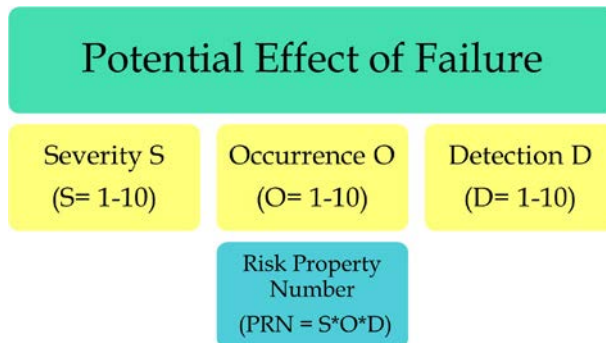 Potential Effect of Failure
Severity S
(S= 1-10)
Occurrence O
(O= 1-10)
Detection D
(D= 1-10)
Risk Property
Number
(PRN = S*O*D)